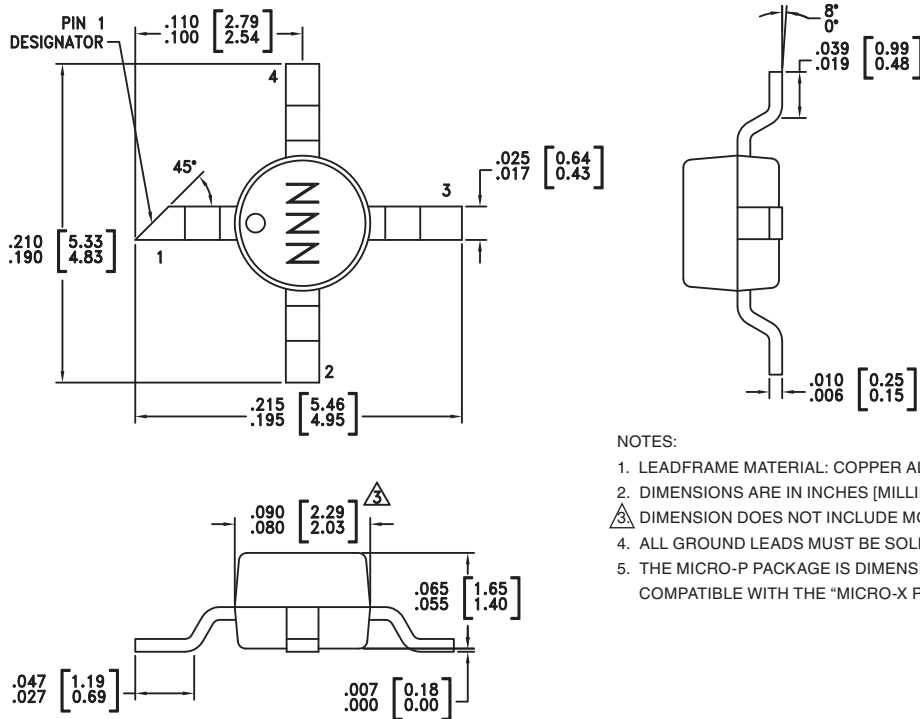 PIN 1
DESIGNATOR
.110 [2.79]
.100 [2.54]
4
45°
3
1
2
NNN
.025 [0.64]
.017 [0.43]
.210 [5.33]
.190 [4.83]
.215 [5.46]
.195 [4.95]
8°
0°
.039 [0.99]
.019 [0.48]
.010 [0.25]
.006 [0.15]
.090 [2.29]
.080 [2.03]
3
.065 [1.65]
.055 [1.40]
.047 [1.19]
.027 [0.69]
.007 [0.18]
.000 [0.00]
NOTES:
1. LEADFRAME MATERIAL: COPPER
2. DIMENSIONS ARE IN INCHES
3. DIMENSION DOES NOT INCLUDE
4. ALL GROUND LEADS MUST BE
5. THE MICRO-P PACKAGE IS
COMPATIBLE WITH THE "MICRO-X